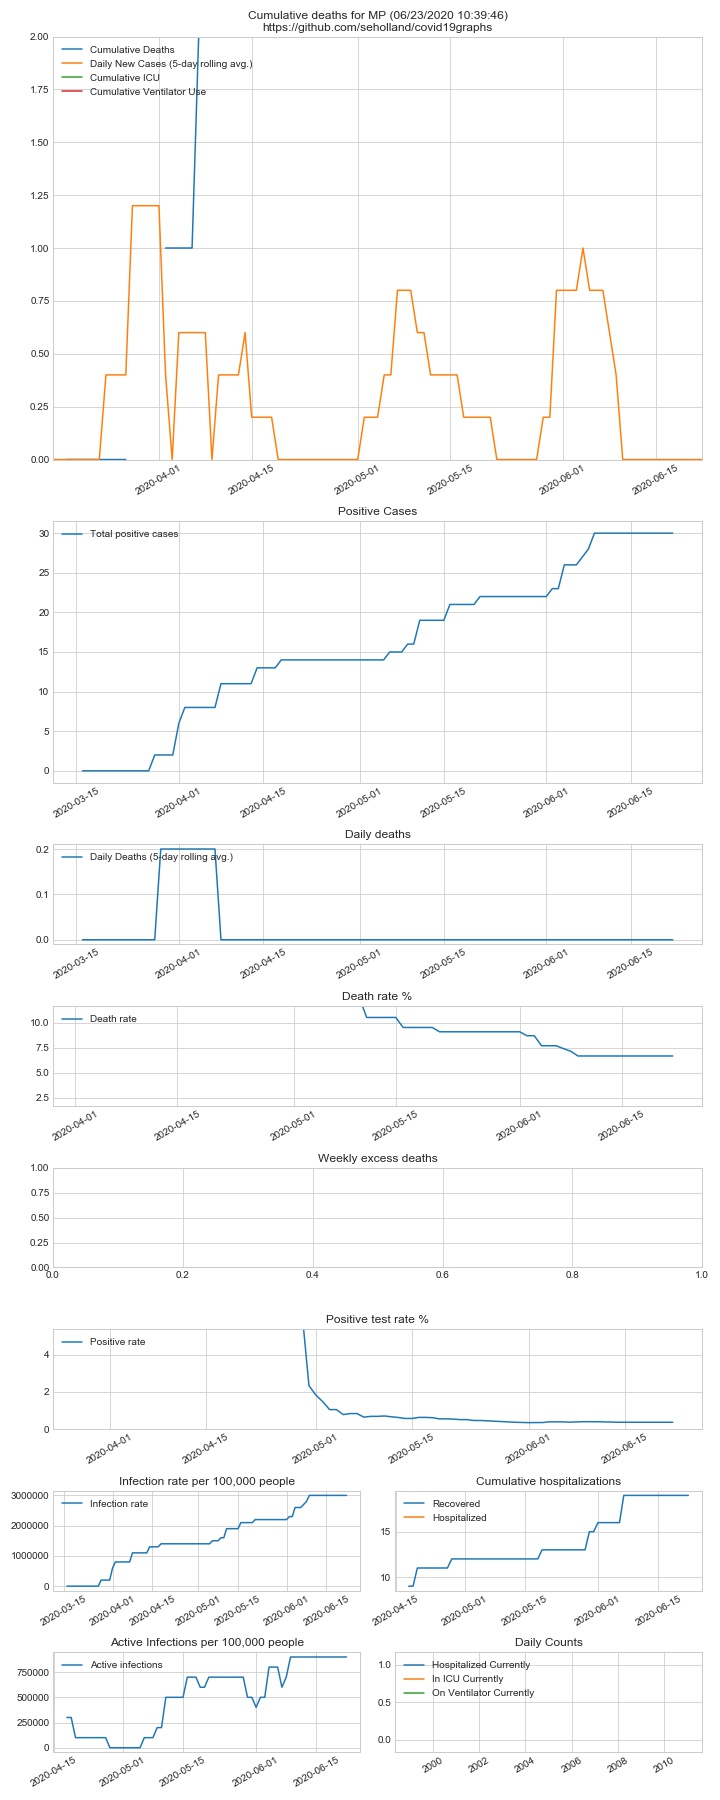 Cumulative deaths for MP (06/23/2020 10:39:46)
https://github.com/seholland/covid19graphs
2.00
Cumulative Deaths
Daily New Cases (5-day rolling avg.)
Cumulative ICU
Cumulative Ventilator Use
1.75
1.50
1.25
1.00
0.75
0.50
0.25
0.00
2020-04-01 2020-04-15 2020-05-01 2020-05-15 2020-06-01 2020-06-15
Positive Cases
Total positive cases
30
25
20
15
10
5
0
2020-03-15 2020-04-01 2020-04-15 2020-05-01 2020-05-15 2020-06-01 2020-06-15
Daily deaths
Daily Deaths (5-day rolling avg.)
0.2
0.1
0.0
2020-03-15 2020-04-01 2020-04-15 2020-05-01 2020-05-15 2020-06-01 2020-06-15
Death rate %
Death rate
10.0
7.5
5.0
2.5
2020-04-01 2020-04-15 2020-05-01 2020-05-15 2020-06-01 2020-06-15
Weekly excess deaths
1.00
0.75
0.50
0.25
0.00
0.0 0.2 0.4 0.6 0.8 1.0
Positive test rate %
Positive rate
4
2
0
2020-04-01 2020-04-15 2020-05-01 2020-05-15 2020-06-01 2020-06-15
Infection rate per 100,000 people
Infection rate
3000000
2000000
1000000
0
2020-03-15 2020-04-01 2020-04-15 2020-05-01 2020-05-15 2020-06-01 2020-06-15
Cumulative hospitalizations
Recovered
Hospitalized
15
10
2020-04-15 2020-05-01 2020-05-15 2020-06-01 2020-06-15
Active Infections per 100,000 people
Active infections
750000
500000
250000
0
2020-04-15 2020-05-01 2020-05-15 2020-06-01 2020-06-15
Daily Counts
Hospitalized Currently
In ICU Currently
On Ventilator Currently
1.0
0.5
0.0
2000 2002 2004 2006 2008 2010